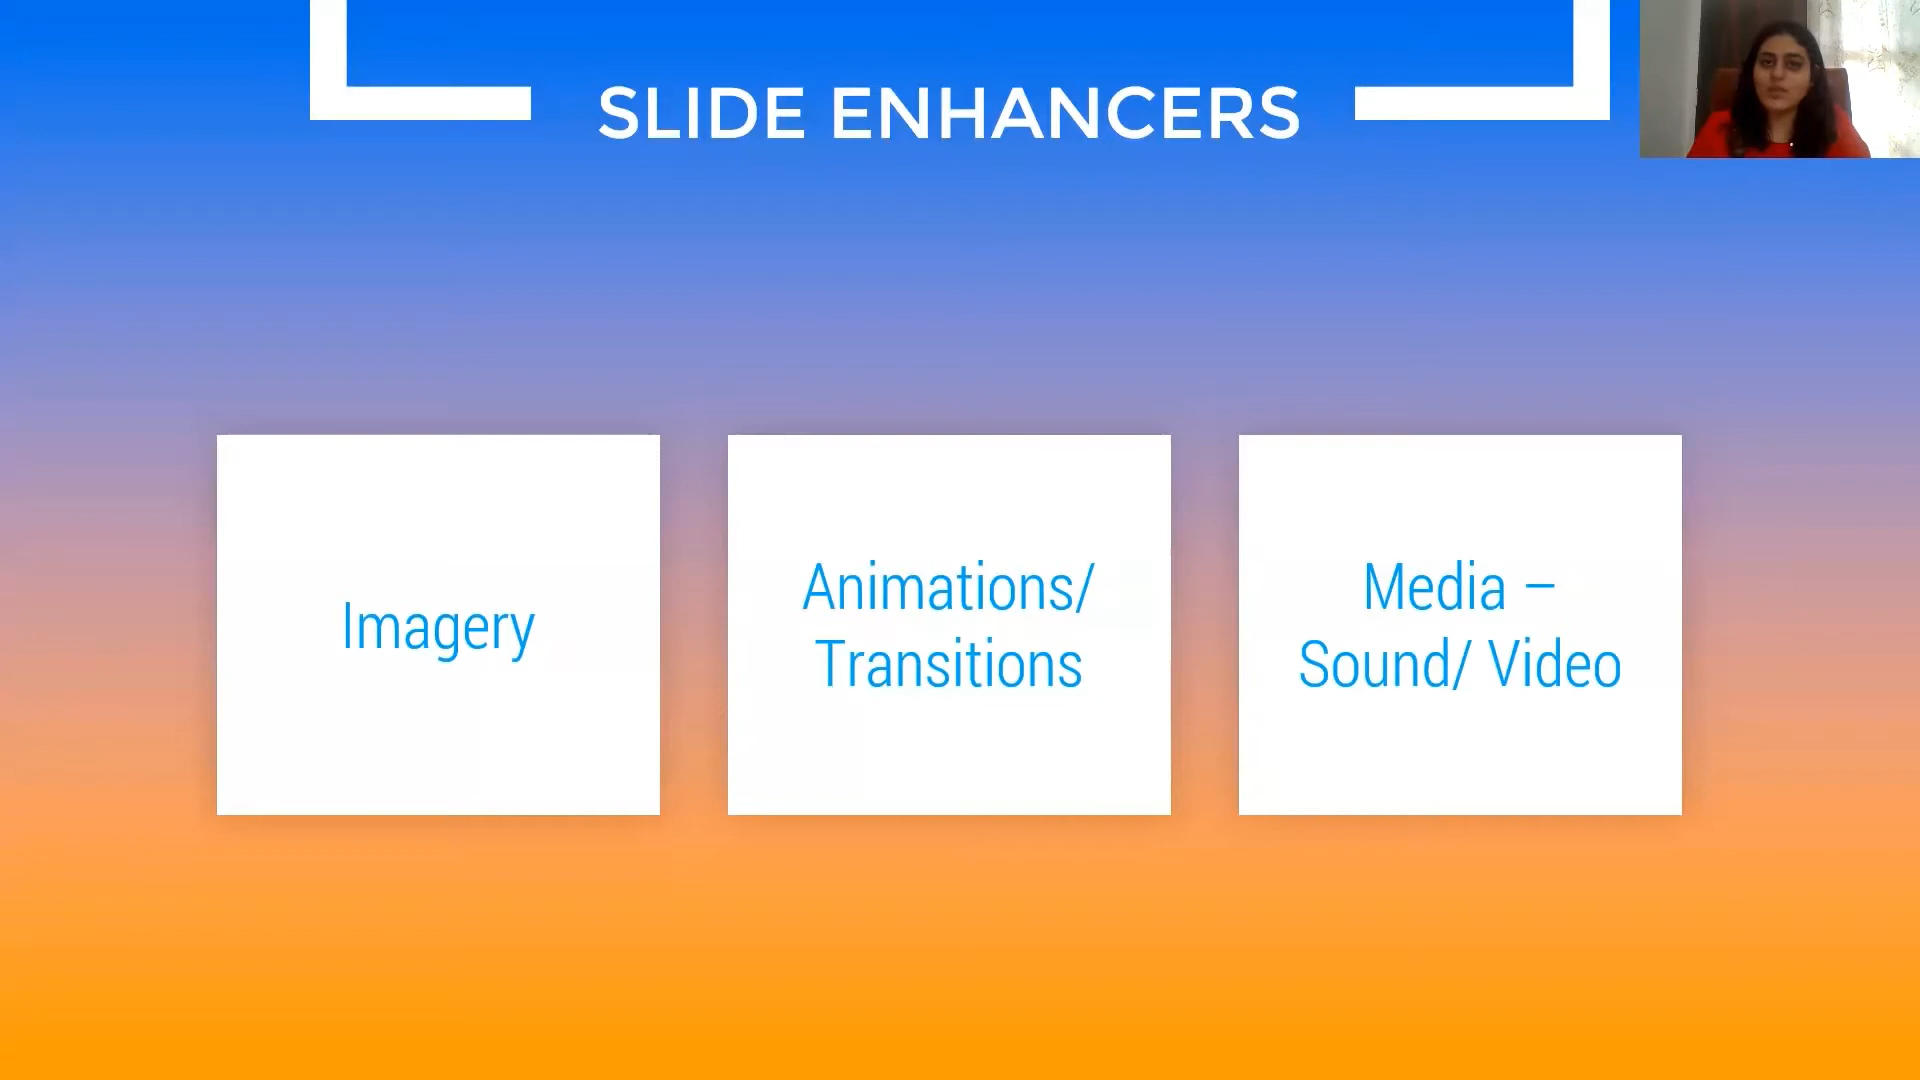 SLIDE ENHANCERS
Imagery
Animations/
Transitions
Media –
Sound/ Video